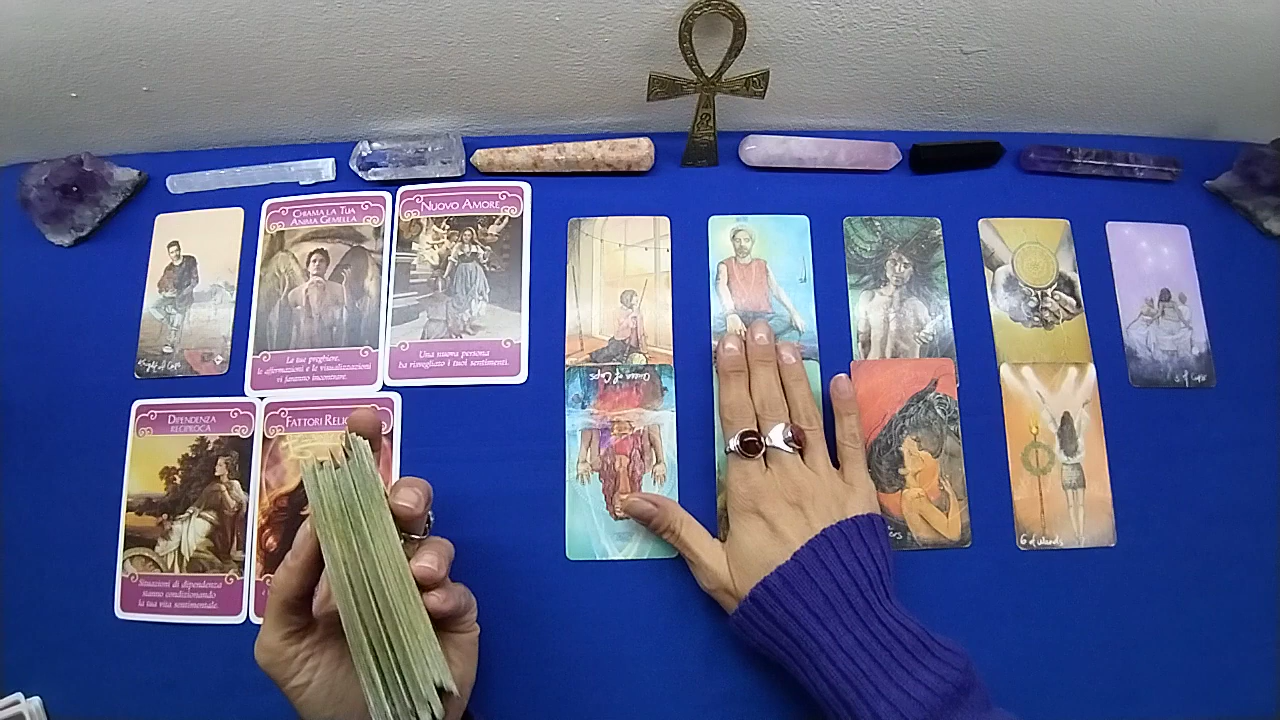 Knight of Cups
Chiama la Tua
Anima Gemella
Le tue preghiere,
le affermazioni e le visualizzazioni
vi faranno incontrare.
Nuovo Amore
Una nuova persona
ha risvegliato i tuoi sentimenti.
Dipendenza
Reciproca
Situazioni di dipendenza
stanno condizionando
la tua vita sentimentale.
Fattori
Queen of Cups
6 of Wands
3 of Cups